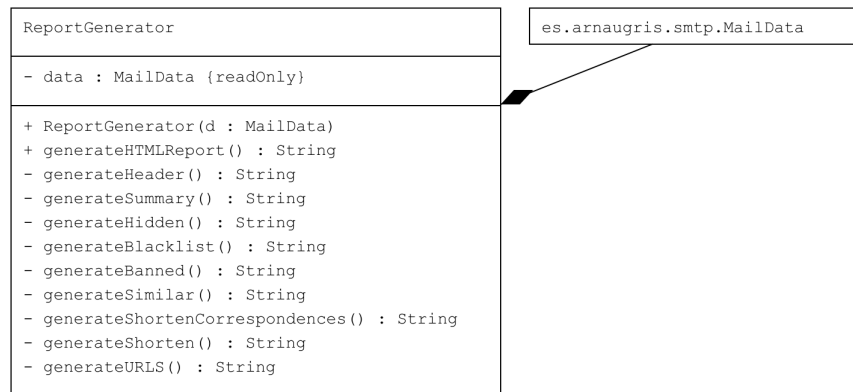 ReportGenerator
es.arnaugris.smtp.MailData
- data : MailData {readOnly}
+ ReportGenerator(d : MailData)
+ generateHTMLReport() : String
- generateHeader() : String
- generateSummary() : String
- generateHidden() : String
- generateBlacklist() : String
- generateBanned() : String
- generateSimilar() : String
- generateShortenCorrespondences() : String
- generateShorten() : String
- generateURLS() : String